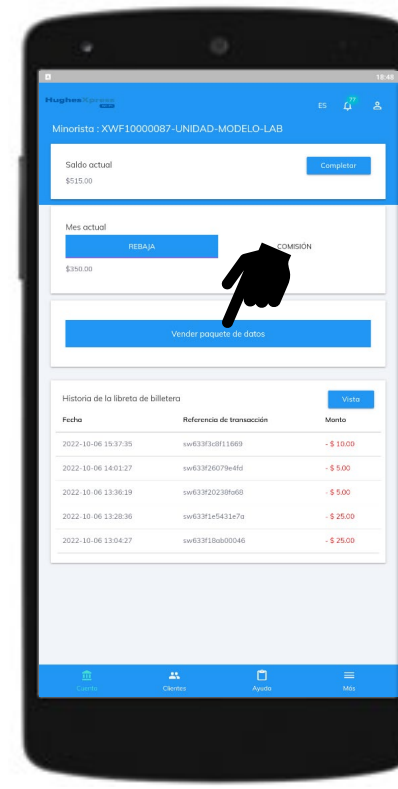 18:48
HughesXpress
ES
77
Minorista : XWF10000087-UNIDAD-MODELO-LAB
Saldo actual
Completar
$515.00
Mes actual
REBAJA
COMISIÓN
$350.00
Vender paquete de datos
Historia de la libreta de billetera
Vista
Fecha Referencia de transacción Monto
2022-10-06 15:37:35 sw633f3c8f11669 - $ 10.00
2022-10-06 14:01:27 sw633f26079e4fd - $ 5.00
2022-10-06 13:36:19 sw633f20238fa68 - $ 5.00
2022-10-06 13:28:36 sw633f1e5431e7a - $ 25.00
2022-10-06 13:04:27 sw633f18ab00046 - $ 25.00
Cuenta Clientes Ayuda Más